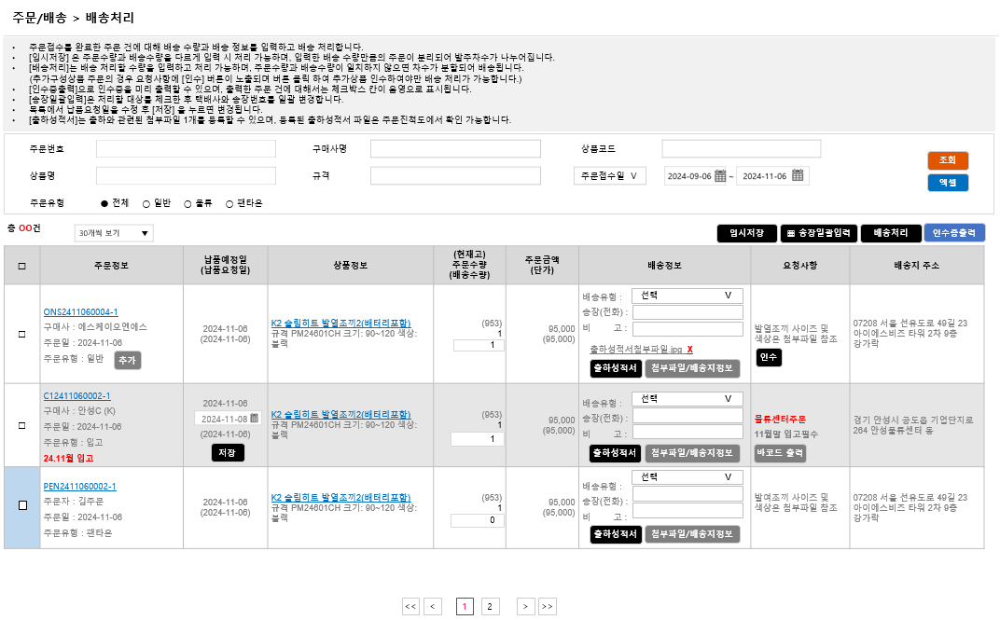 주문/배송 > 배송처리
• 주문접수를 완료한 주문 건에 대해 배송 수량과 배송 정보를 입력하고 배송 처리합니다.
• [임시저장] 은 주문수량과 배송수량을 다르게 입력 시 처리 가능하며, 입력한 배송 수량만큼의 주문이 분리되어 발주차수가 나누어집니다.
• [배송처리]는 배송 처리할 수량을 입력하고 처리 가능하며, 주문수량과 배송수량이 일치하지 않으면 차수가 분할되어 배송됩니다.
(추가구성상품 주문의 경우 요청사항에 [인수] 버튼이 노출되며 버튼 클릭 하여 추가상품 인수하여야만 배송 처리가 가능합니다.)
• [인수증출력]으로 인수증을 미리 출력할 수 있으며, 출력한 주문 건에 대해서는 체크박스 칸이 음영으로 표시됩니다.
• [송장일괄입력]은 처리할 대상을 체크한 후 택배사와 송장번호를 일괄 변경합니다.
• 목록에서 납품요청일을 수정 후 [저장] 을 누르면 변경됩니다.
• [출하성적서]는 출하와 관련된 첨부파일 1개를 등록할 수 있으며, 등록된 출하성적서 파일은 주문진척도에서 확인 가능합니다.
주문번호 구매사명 상품코드
조회
상품명 규격 주문접수일 V 2024-09-06 ~ 2024-11-06
엑셀
주문유형 ● 전체 ○ 일반 ○ 물류 ○ 팬타온
총 OO건 30개씩 보기 ▼ 임시저장 송장일괄입력 배송처리 인수증출력
□ 주문정보 납품예정일 (납품요청일) 상품정보 (현재고) 주문수량 (배송수량) 주문금액 (단가) 배송정보 요청사항 배송지 주소
ONS2411060004-1
구매사 : 에스케이오엔에스
주문일 : 2024-11-06
주문유형 : 일반 추가
2024-11-06
(2024-11-06)
K2 슬림히트 발열조끼2(배터리포함)
규격 PM24601CH 크기: 90~120 색상:
블랙
(953)
1
1
95,000
(95,000)
배송유형 : 선택 V
송장(전화) :
비 고 :
출하성적서첨부파일.jpg X
출하성적서 첨부파일/배송지정보
발열조끼 사이즈 및
색상은 첨부파일 참조
인수
07208 서울 선유도로 49길 23
아이에스비즈 타워 2차 9층
강가락
C12411060002-1
구매사 : 안성C (K)
주문일 : 2024-11-06
주문유형 : 입고
24.11월 입고
2024-11-06
2024-11-08
(2024-11-06)
저장
K2 슬림히트 발열조끼2(배터리포함)
규격 PM24601CH 크기: 90~120 색상:
블랙
(953)
1
1
95,000
(95,000)
배송유형 : 선택 V
송장(전화) :
비 고 :
출하성적서 첨부파일/배송지정보
물류센터주문
11월말 입고필수
바코드 출력
경기 안성시 공도읍 기업단지로
264 안성물류센터 동
PEN2411060002-1
주문자 : 김주문
주문일 : 2024-11-06
주문유형 : 팬타온
2024-11-06
(2024-11-06)
K2 슬림히트 발열조끼2(배터리포함)
규격 PM24601CH 크기: 90~120 색상:
블랙
(953)
1
0
95,000
(95,000)
배송유형 : 선택 V
송장(전화) :
비 고 :
출하성적서 첨부파일/배송지정보
발여조끼 사이즈 및
색상은 첨부파일 참조
07208 서울 선유도로 49길 23
아이에스비즈 타워 2차 9층
강가락
<< < 1 2 > >>